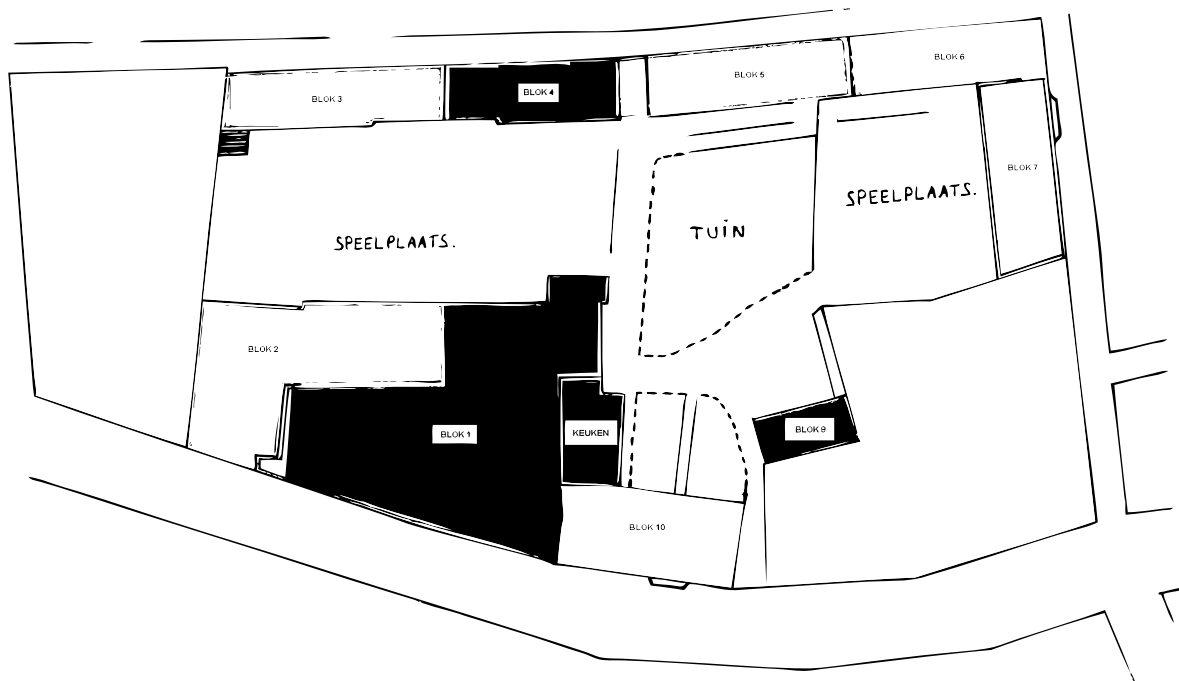 BLOK 6
BLOK 5
BLOK 4
BLOK 3
BLOK 7
SPEELPLAATS.
TUIN
SPEELPLAATS.
BLOK 2
BLOK 9
BLOK 1
KEUKEN
BLOK 10